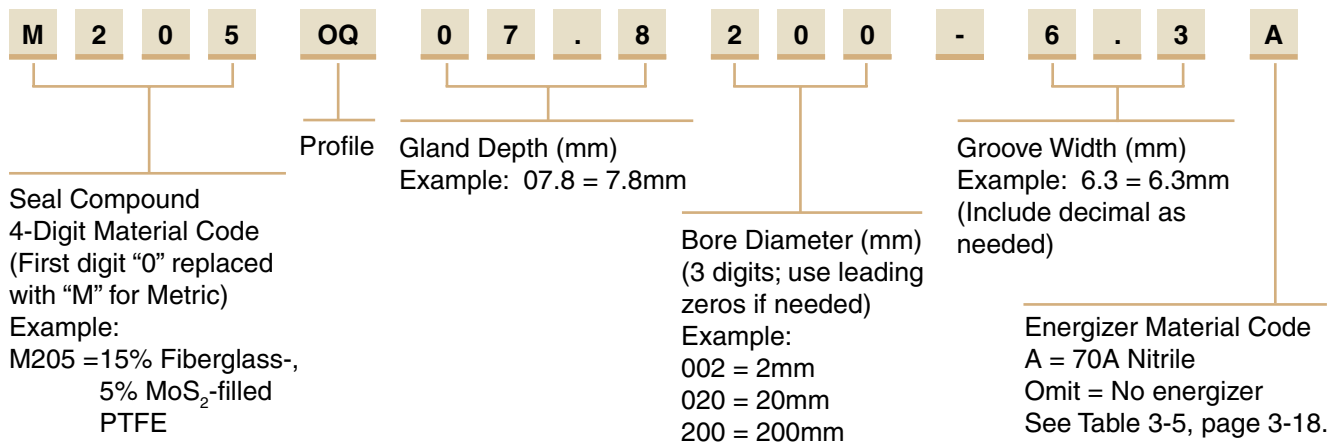 M 2 0 5 OQ 0 7 . 8 2 0 0 - 6 . 3 A
Seal Compound
4-Digit Material Code
(First digit “0” replaced
with “M” for Metric)
Example:
M205 =15% Fiberglass-,
5% MoS₂-filled
PTFE
Profile
Gland Depth (mm)
Example: 07.8 = 7.8mm
Bore Diameter (mm)
(3 digits; use leading
zeros if needed)
Example:
002 = 2mm
020 = 20mm
200 = 200mm
Groove Width (mm)
Example: 6.3 = 6.3mm
(Include decimal as
needed)
Energizer Material Code
A = 70A Nitrile
Omit = No energizer
See Table 3-5, page 3-18.